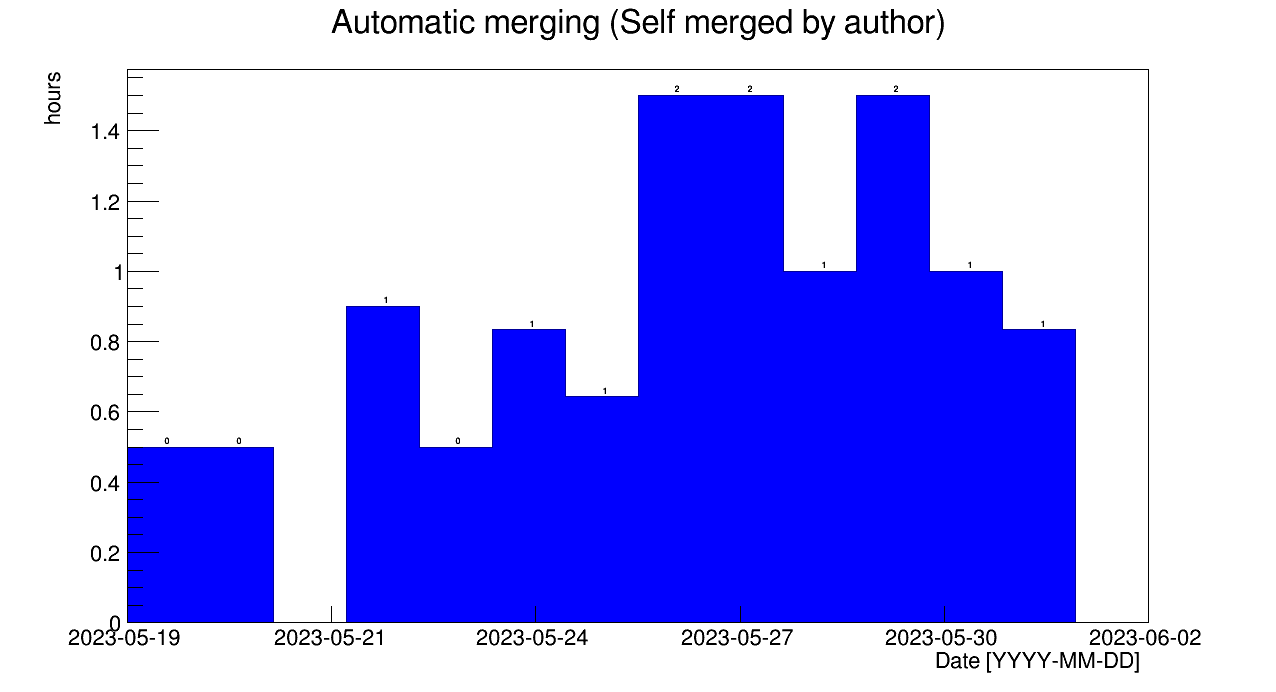 Automatic merging (Self merged by author)
hours
1.4
1.2
1
0.8
0.6
0.4
0.2
0
0 0 1 0 1 1 2 2 1 2 1 1
2023-05-19 2023-05-21 2023-05-24 2023-05-27 2023-05-30 2023-06-02
Date [YYYY-MM-DD]